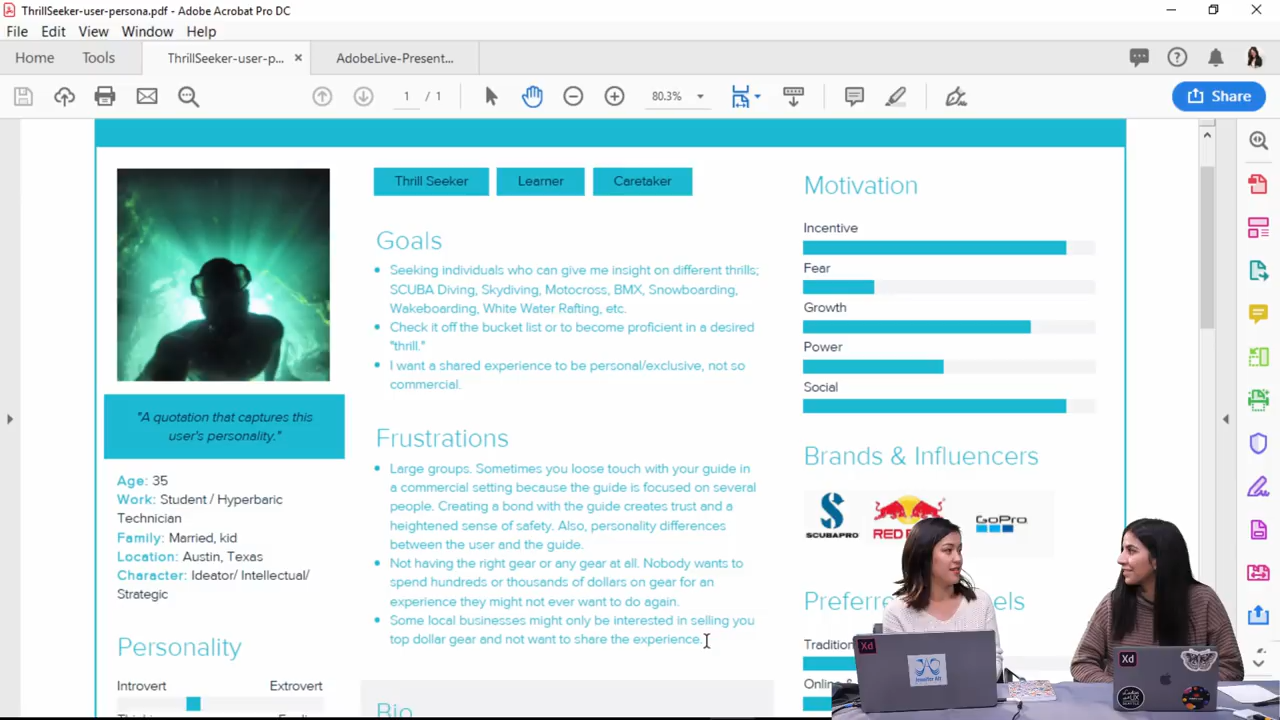 ThrillSeeker-user-persona.pdf - Adobe Acrobat Pro DC
File Edit View Window Help
Home Tools ThrillSeeker-user-p... AdobeLive-Present...
1 / 1 80.3% Share
Thrill Seeker Learner Caretaker
Goals
• Seeking individuals who can give me insight on different thrills;
SCUBA Diving, Skydiving, Motocross, BMX, Snowboarding,
Wakeboarding, White Water Rafting, etc.
• Check it off the bucket list or to become proficient in a desired
"thrill."
• I want a shared experience to be personal/exclusive, not so
commercial.
Frustrations
• Large groups. Sometimes you loose touch with your guide in
a commercial setting because the guide is focused on several
people. Creating a bond with the guide creates trust and a
heightened sense of safety. Also, personality differences
between the user and the guide.
• Not having the right gear or any gear at all. Nobody wants to
spend hundreds or thousands of dollars on gear for an
experience they might not ever want to do again.
• Some local businesses might only be interested in selling you
top dollar gear and not want to share the experience.
Bio
"A quotation that captures this
user's personality."
Age: 35
Work: Student / Hyperbaric
Technician
Family: Married, kid
Location: Austin, Texas
Character: Ideator/ Intellectual/
Strategic
Personality
Introvert Extrovert
Motivation
Incentive
Fear
Growth
Power
Social
Brands & Influencers
SCUBAPRO
GoPro
Xd
Xd